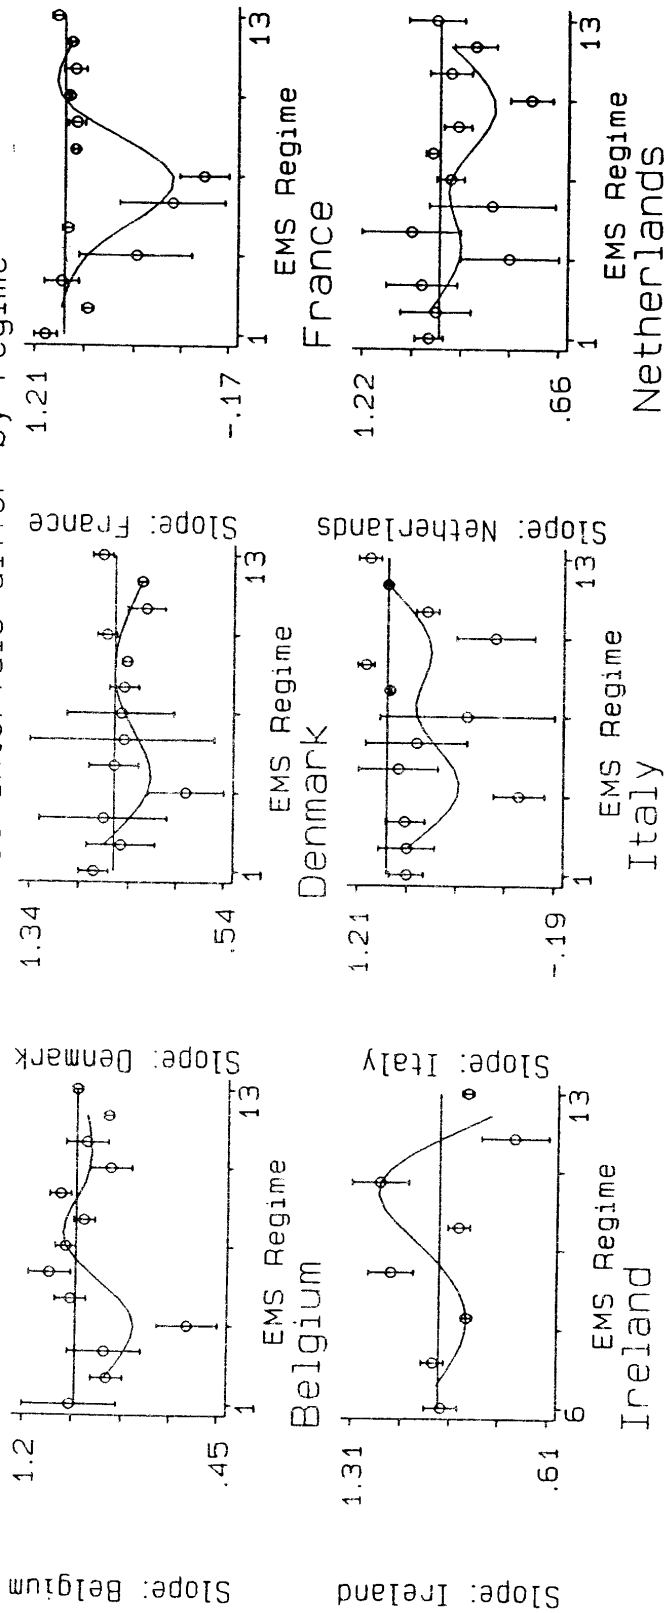 by regime
Slope: Belgium
1.2
.45
1
13
EMS Regime
Belgium
Slope: Denmark
1.34
.54
1
13
EMS Regime
Denmark
Slope: France
1.21
-.17
1
13
EMS Regime
France
Slope: Ireland
1.31
.61
6
13
EMS Regime
Ireland
Slope: Italy
1.21
-.19
1
13
EMS Regime
Italy
Slope: Netherlands
1.22
.66
1
13
EMS Regime
Netherlands